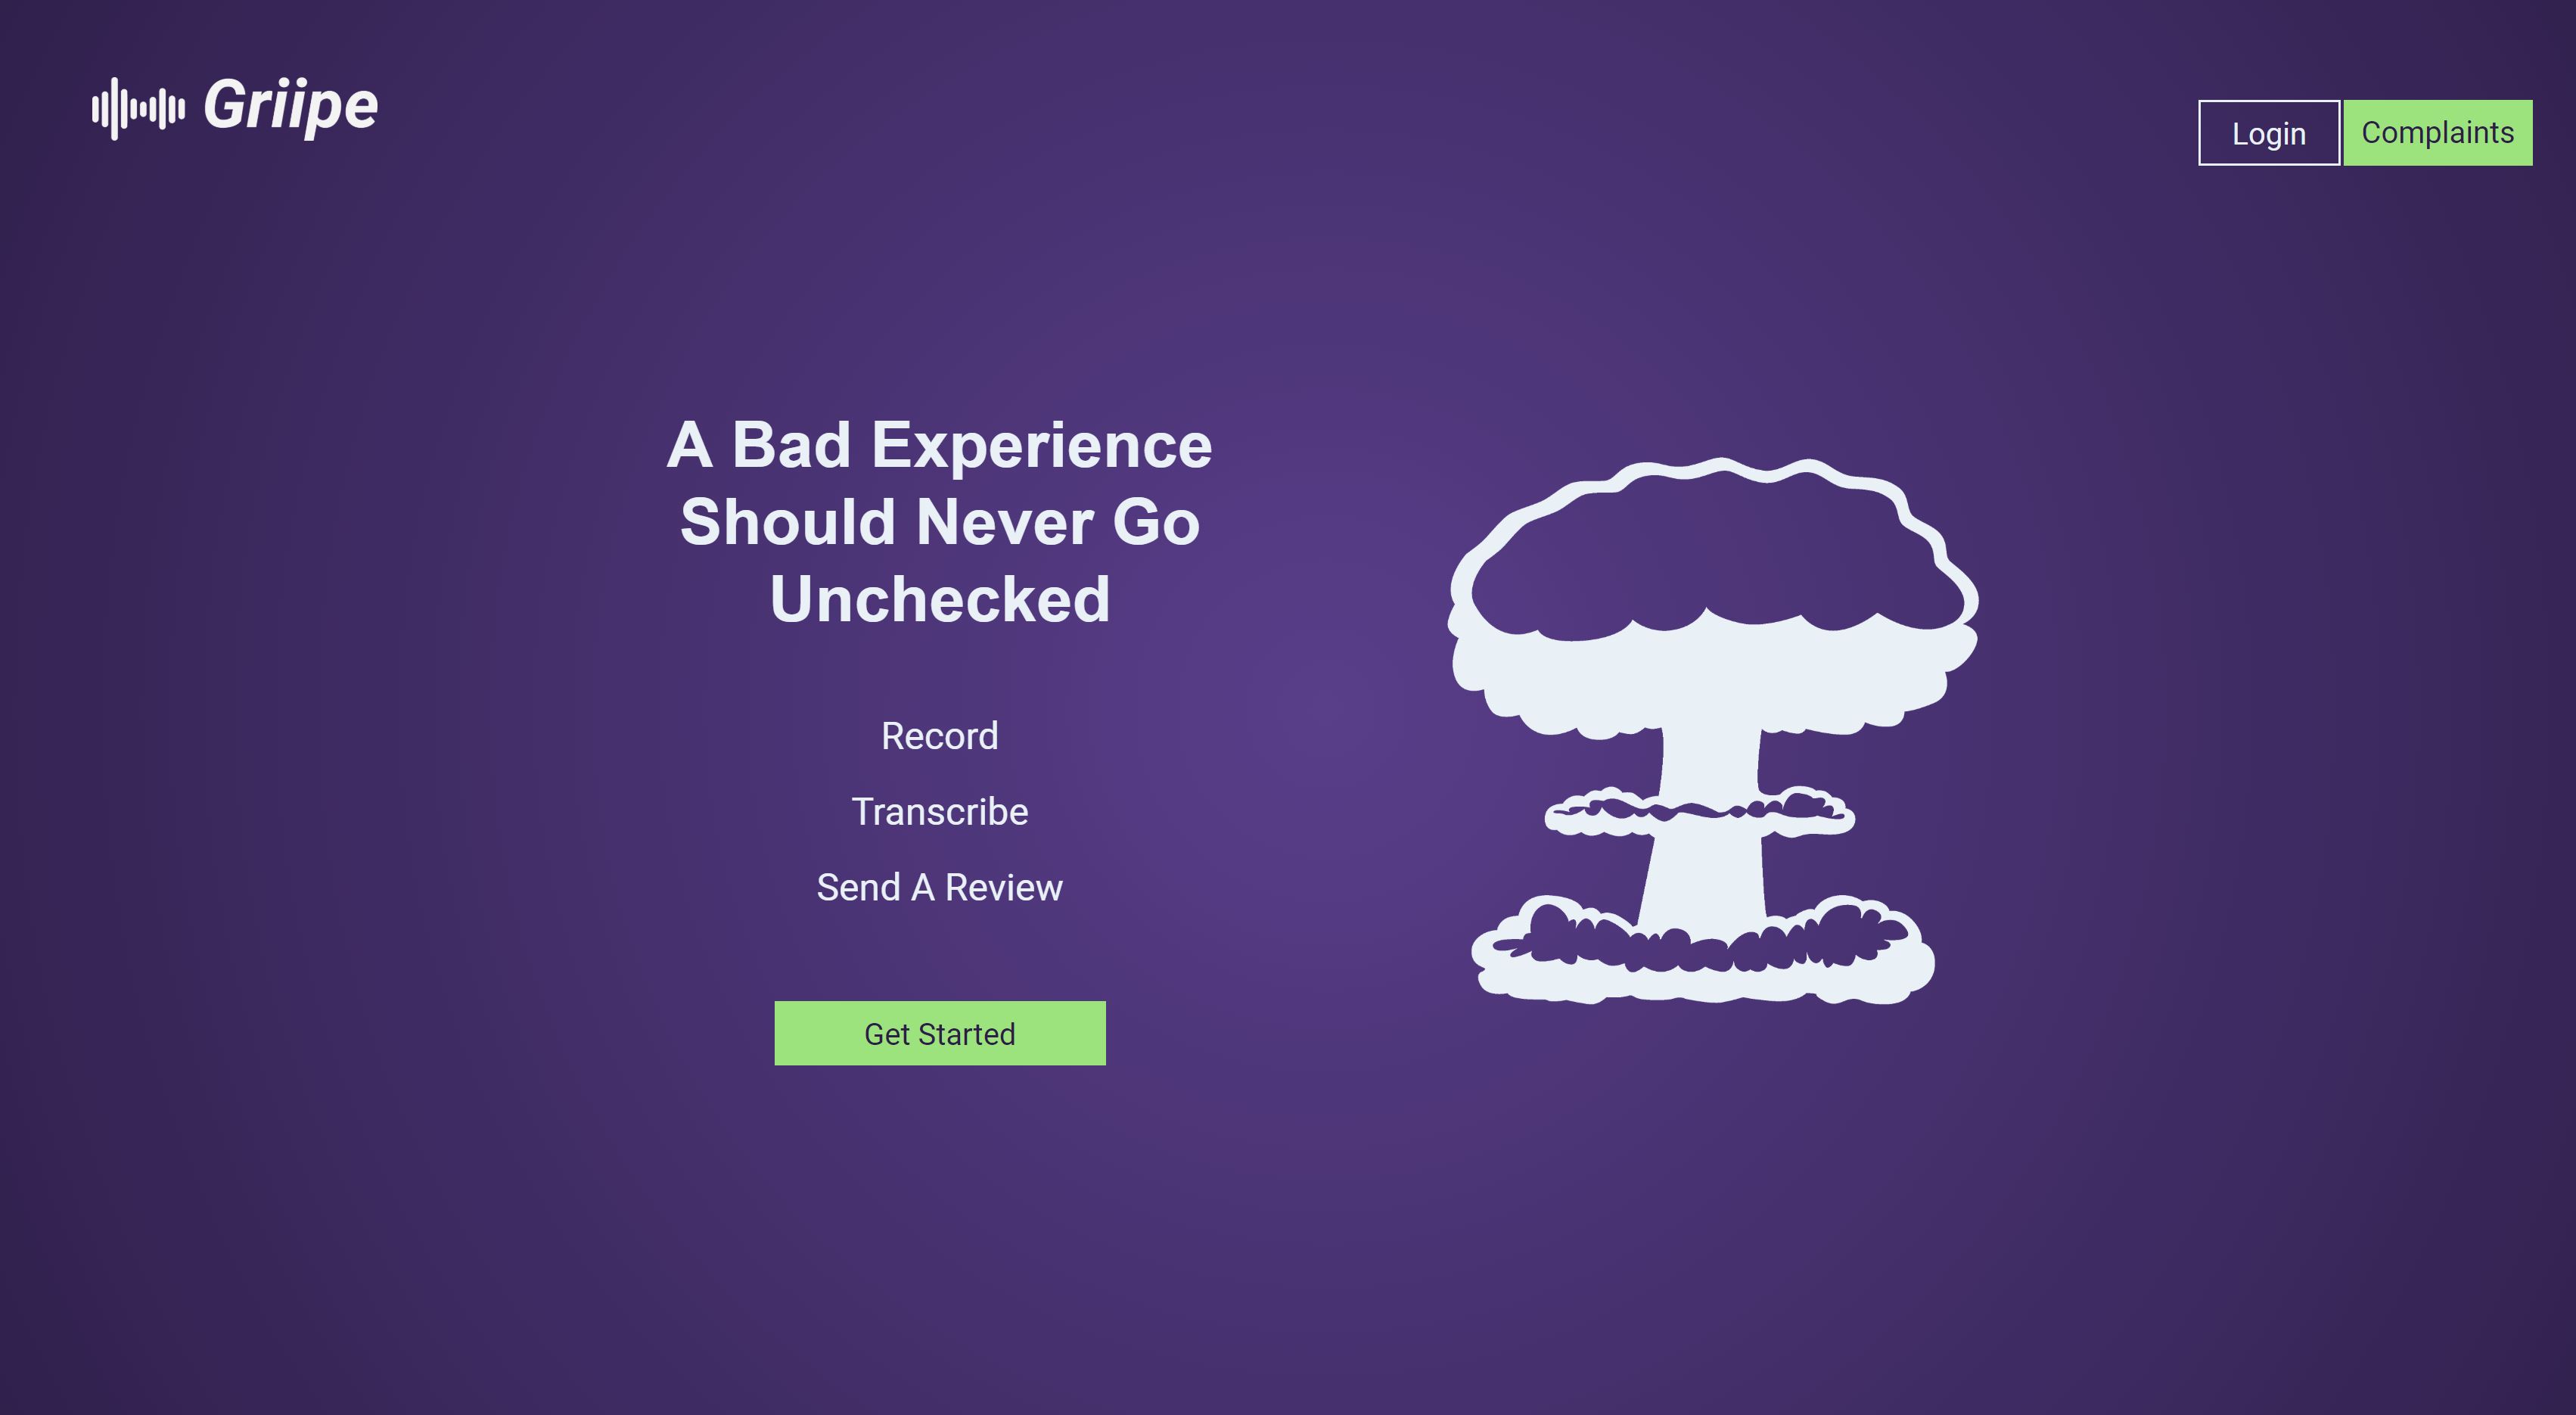 Griipe
Login
Complaints
A Bad Experience
Should Never Go
Unchecked
Record
Transcribe
Send A Review
Get Started